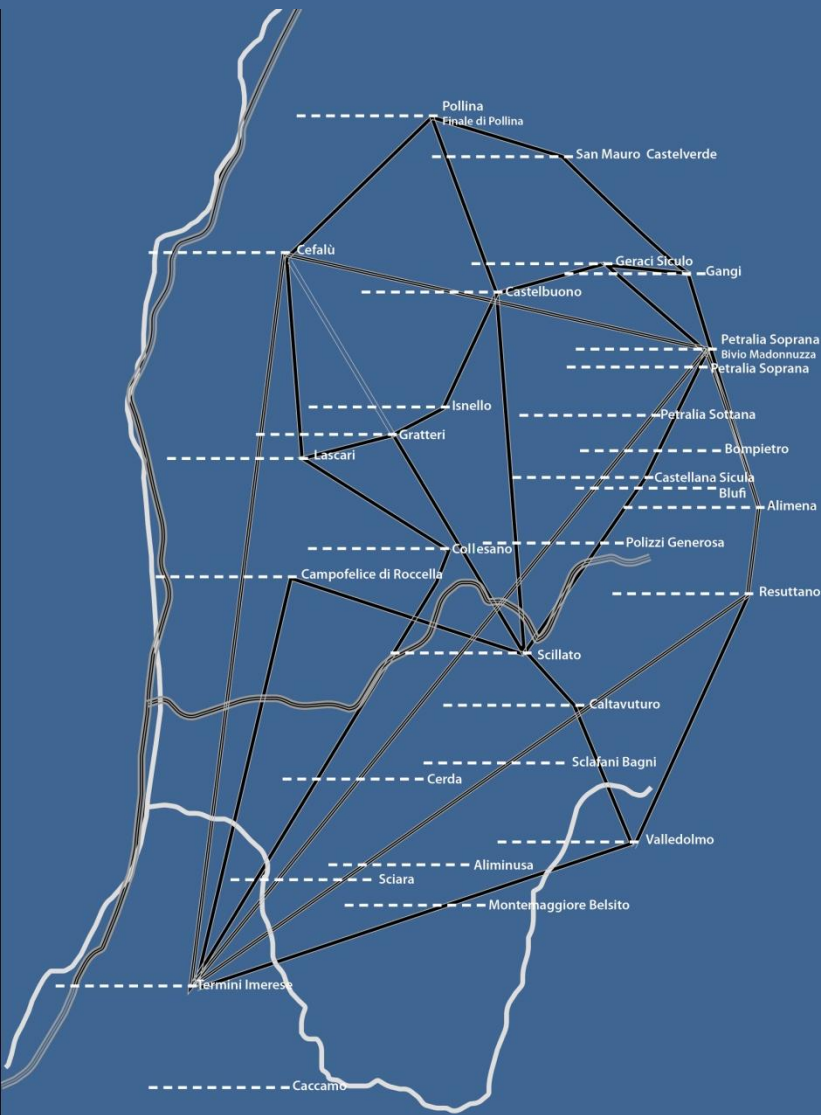 Pollina
Finale di Pollina
San Mauro Castelverde
Cefalù
Geraci Siculo
Gangi
Castelbuono
Petralia Soprana
Bivio Madonnuzza
Petralia Soprana
Isnello
Petralia Sottana
Gratteri
Bompietro
Lascari
Castellana Sicula
Blufi
Alimena
Polizzi Generosa
Collesano
Campofelice di Roccella
Resuttano
Scillato
Caltavuturo
Sclafani Bagni
Cerda
Valledolmo
Aliminusa
Sciara
Montemaggiore Belsito
Termini Imerese
Caccamo